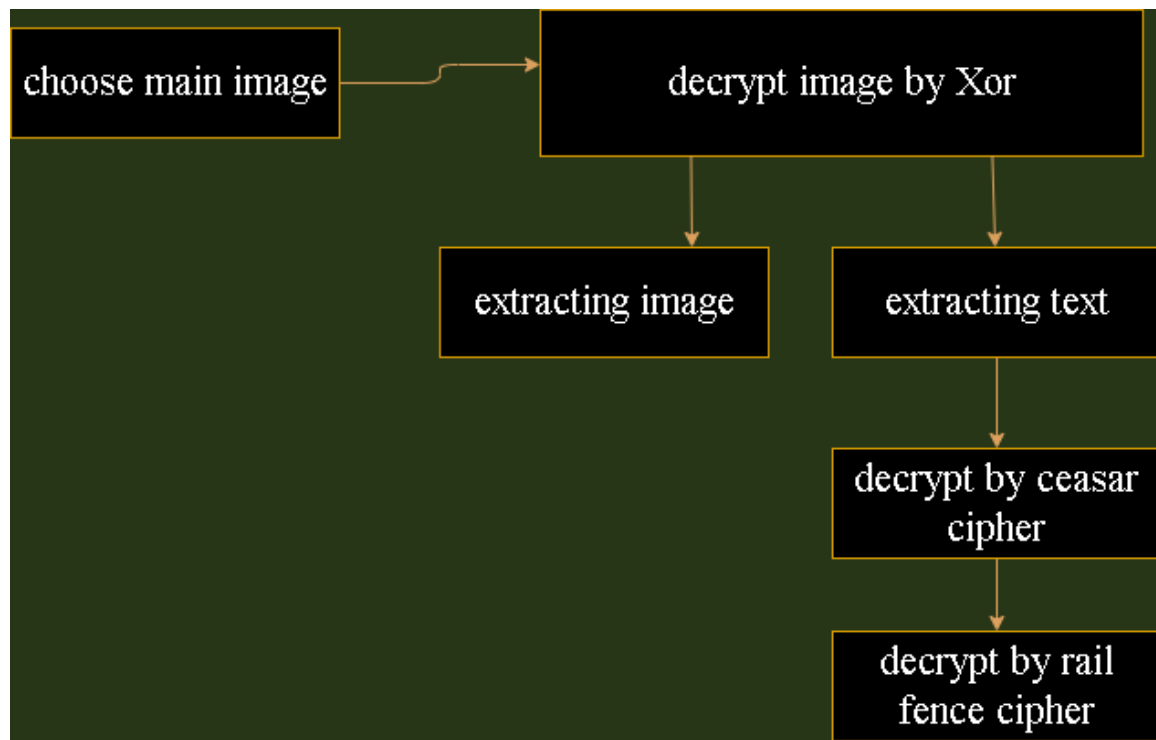 choose main image
decrypt image by Xor
extracting image
extracting text
decrypt by ceasar
cipher
decrypt by rail
fence cipher